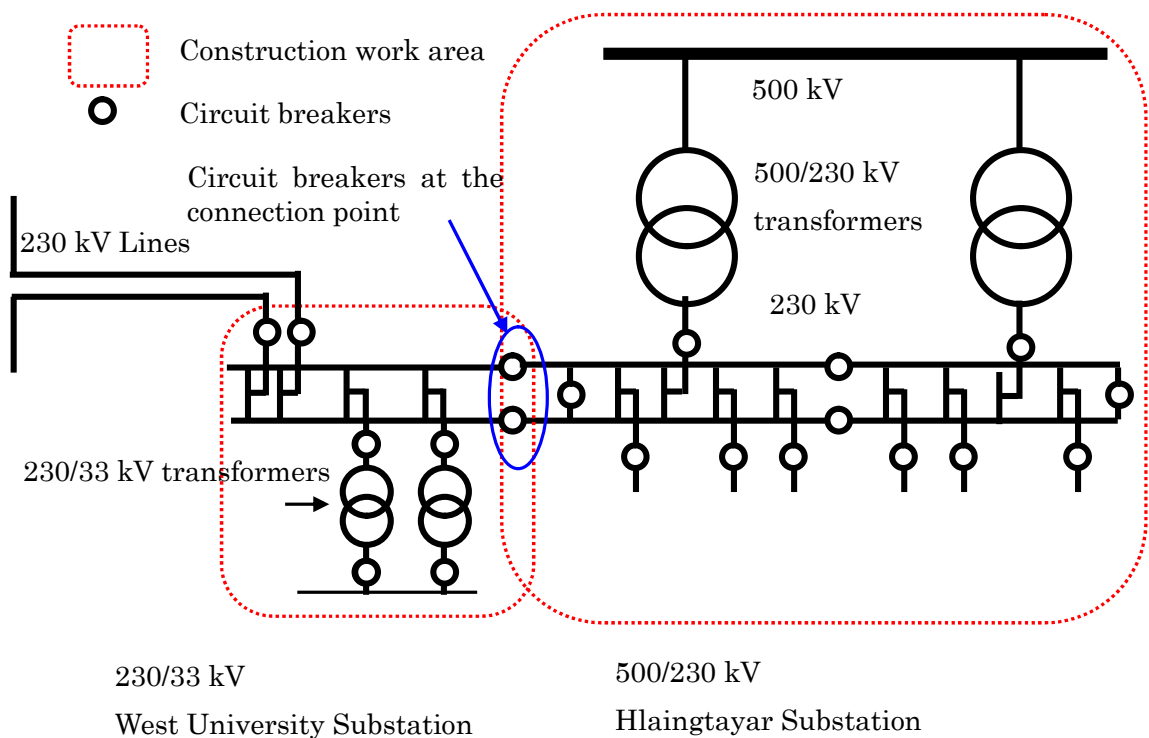 Construction work area
Circuit breakers
Circuit breakers at the
connection point
500 kV
500/230 kV
transformers
230 kV Lines
230 kV
230/33 kV transformers
230/33 kV
West University Substation
500/230 kV
Hlaingtayar Substation